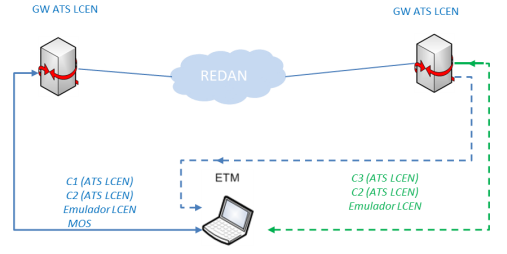 GW ATS LCEN
GW ATS LCEN
REDAN
ETM
C1 (ATS LCEN)
C2 (ATS LCEN)
Emulador LCEN
MOS
C3 (ATS LCEN)
C2 (ATS LCEN)
Emulador LCEN